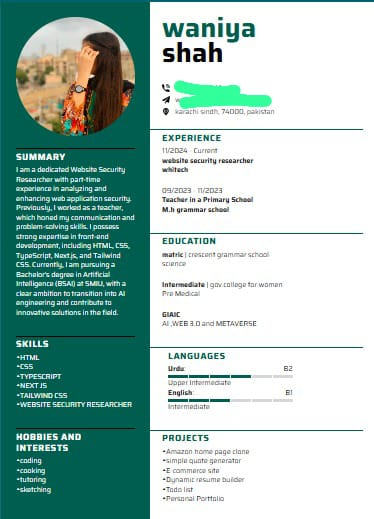 waniya
shah
karachi sindh, 74000, pakistan
SUMMARY
I am a dedicated Website Security
Researcher with part-time
experience in analyzing and
enhancing web application security.
Previously, I worked as a teacher,
which honed my communication and
problem-solving skills. I possess
strong expertise in front-end
development, including HTML, CSS,
TypeScript, Next.js, and Tailwind
CSS. Currently, I am pursuing a
Bachelor's degree in Artificial
Intelligence (BSAI) at SMIU, with a
clear ambition to transition into AI
engineering and contribute to
innovative solutions in the field.
SKILLS
•HTML
•CSS
•TYPESCRIPT
•NEXT JS
•TAILWIND CSS
•WEBSITE SECURITY RESEARCHER
HOBBIES AND
INTERESTS
•coding
•cooking
•tutoring
•sketching
EXPERIENCE
11/2024 - Current
website security researcher
whitech
09/2023 - 11/2023
Teacher in a Primary School
M.h grammar school
EDUCATION
matric | crescent grammar school
science
Intermediate | gov.college for women
Pre Medical
GIAIC
AI ,WEB 3.0 and METAVERSE
LANGUAGES
Urdu: B2
Upper Intermediate
English: B1
Intermediate
PROJECTS
•Amazon home page clone
•simple quote generator
•E commerce site
•Dynamic resume builder
•Todo list
•Personal Portfolio